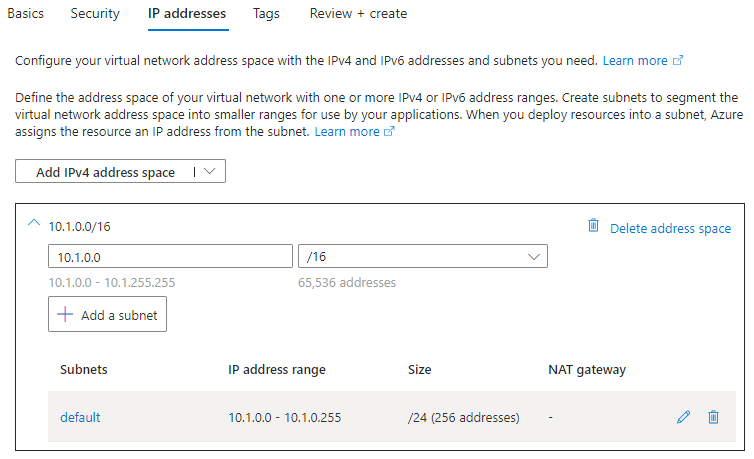 Basics Security IP addresses Tags Review + create
Configure your virtual network address space with the IPv4 and IPv6 addresses and subnets you need. Learn more
Define the address space of your virtual network with one or more IPv4 or IPv6 address ranges. Create subnets to segment the
virtual network address space into smaller ranges for use by your applications. When you deploy resources into a subnet, Azure
assigns the resource an IP address from the subnet. Learn more
Add IPv4 address space
10.1.0.0/16 Delete address space
10.1.0.0 /16
10.1.0.0 - 10.1.255.255 65,536 addresses
Add a subnet
Subnets IP address range Size NAT gateway
default 10.1.0.0 - 10.1.0.255 /24 (256 addresses) -